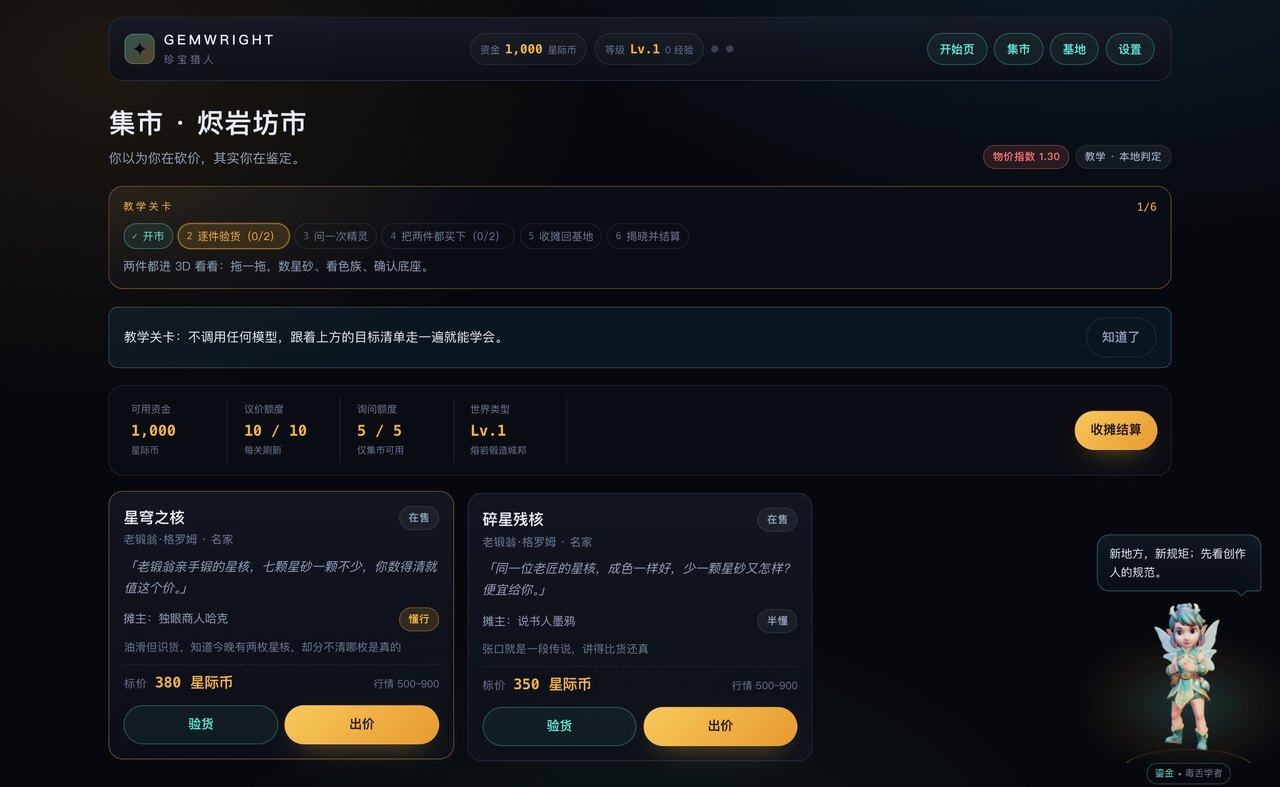 GEMWRIGHT
珍宝猎人
资金 1,000 星际币
等级 Lv.1 0 经验
开始页
集市
基地
设置
集市 · 烬岩坊市
你以为你在砍价，其实你在鉴定。
物价指数 1.30
教学 · 本地判定
教学关卡
1/6
✓ 开市
2 逐件验货（0/2）
3 问一次精灵
4 把两件都买下（0/2）
5 收摊回基地
6 揭晓并结算
两件都进 3D 看看：拖一拖，数星砂、看色族、确认底座。
教学关卡：不调用任何模型，跟着上方的目标清单走一遍就能学会。
知道了
可用资金
1,000
星际币
议价额度
10 / 10
每关刷新
询问额度
5 / 5
仅集市可用
世界类型
Lv.1
熔岩锻造城邦
收摊结算
星穹之核
在售
老锻翁·格罗姆 · 名家
「老锻翁亲手锻的星核，七颗星砂一颗不少，你数得清就
值这个价。」
摊主：独眼商人哈克
懂行
油滑但识货，知道今晚有两枚星核，却分不清哪枚是真的
标价 380 星际币
行情 500~900
验货
出价
碎星残核
在售
老锻翁·格罗姆 · 名家
「同一位老匠的星核，成色一样好，少一颗星砂又怎样？
便宜给你。」
摊主：说书人墨鸦
半懂
张口就是一段传说，讲得比货还真
标价 350 星际币
行情 500~900
验货
出价
新地方，新规矩；先看创作
人的规范。
鎏金 • 毒舌学者